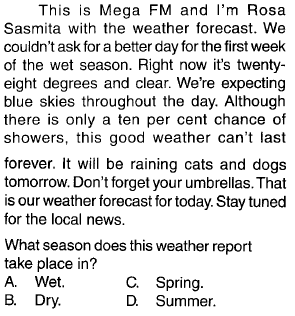 This is Mega FM and I'm Rosa
Sasmita with the weather forecast. We
couldn't ask for a better day for the first week
of the wet season. Right now it's twenty-
eight degrees and clear. We're expecting
blue skies throughout the day. Although
there is only a ten per cent chance of
showers, this good weather can't last
forever. It will be raining cats and dogs
tomorrow. Don't forget your umbrellas. That
is our weather forecast for today. Stay tuned
for the local news.
What season does this weather report
take place in?
A. Wet. C. Spring.
B. Dry. D. Summer.